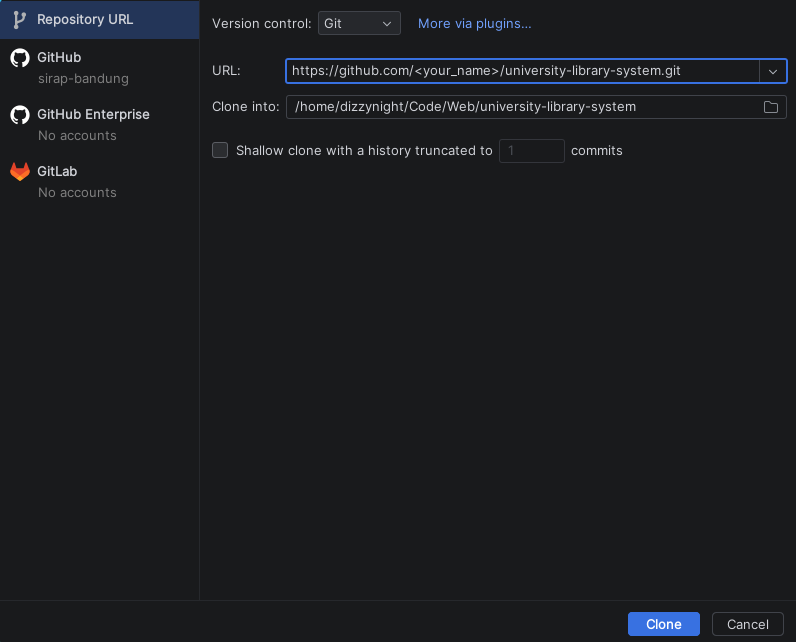 Repository URL
GitHub
sirap-bandung
GitHub Enterprise
No accounts
GitLab
No accounts
Version control: Git More via plugins...
URL: https://github.com/<your_name>/university-library-system.git
Clone into: /home/dizzynight/Code/Web/university-library-system
Shallow clone with a history truncated to 1 commits
Clone Cancel